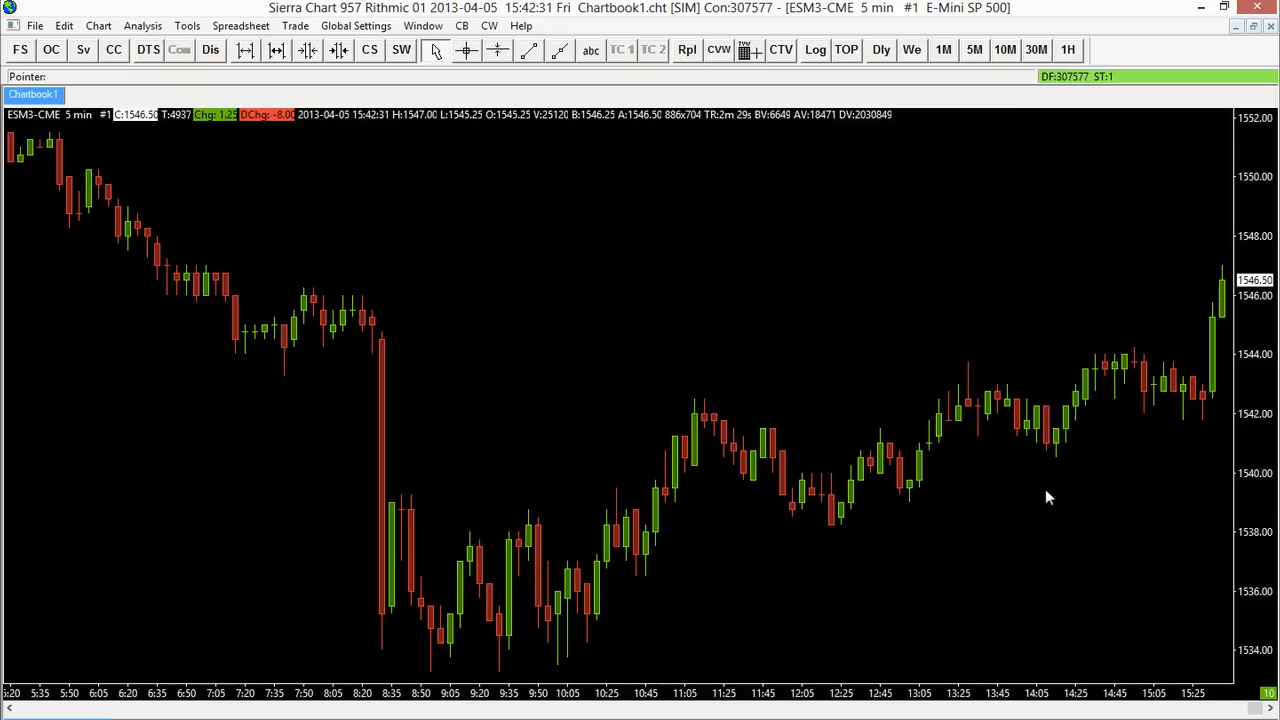 Sierra Chart 957 Rithmic 01 2013-04-05 15:42:31 Fri Chartbook1.cht [SIM] Con:307577 - [ESM3-CME 5 min #1 E-Mini SP 500]
File Edit Chart Analysis Tools Spreadsheet Trade Global Settings Window CB CW Help
FS OC Sv CC DTS Con Dis CS SW abc TC 1 TC 2 Rpl CVW CTV Log TOP Dly We 1M 5M 10M 30M 1H
Pointer: DF:307577 ST:1
Chartbook1
ESM3-CME 5 min #1 C:1546.50 T:4937 Chg: 1.25 DChg: -8.00 2013-04-05 15:42:31 H:1547.00 L:1545.25 O:1545.25 V:25120 B:1546.25 A:1546.50 886x704 TR:2m 29s BV:6649 AV:18471 DV:2030849
1552.00
1550.00
1548.00
1546.50
1546.00
1544.00
1542.00
1540.00
1538.00
1536.00
1534.00
5:20 5:35 5:50 6:05 6:20 6:35 6:50 7:05 7:20 7:35 7:50 8:05 8:20 8:35 8:50 9:05 9:20 9:35 9:50 10:05 10:25 10:45 11:05 11:25 11:45 12:05 12:25 12:45 13:05 13:25 13:45 14:05 14:25 14:45 15:05 15:25 10